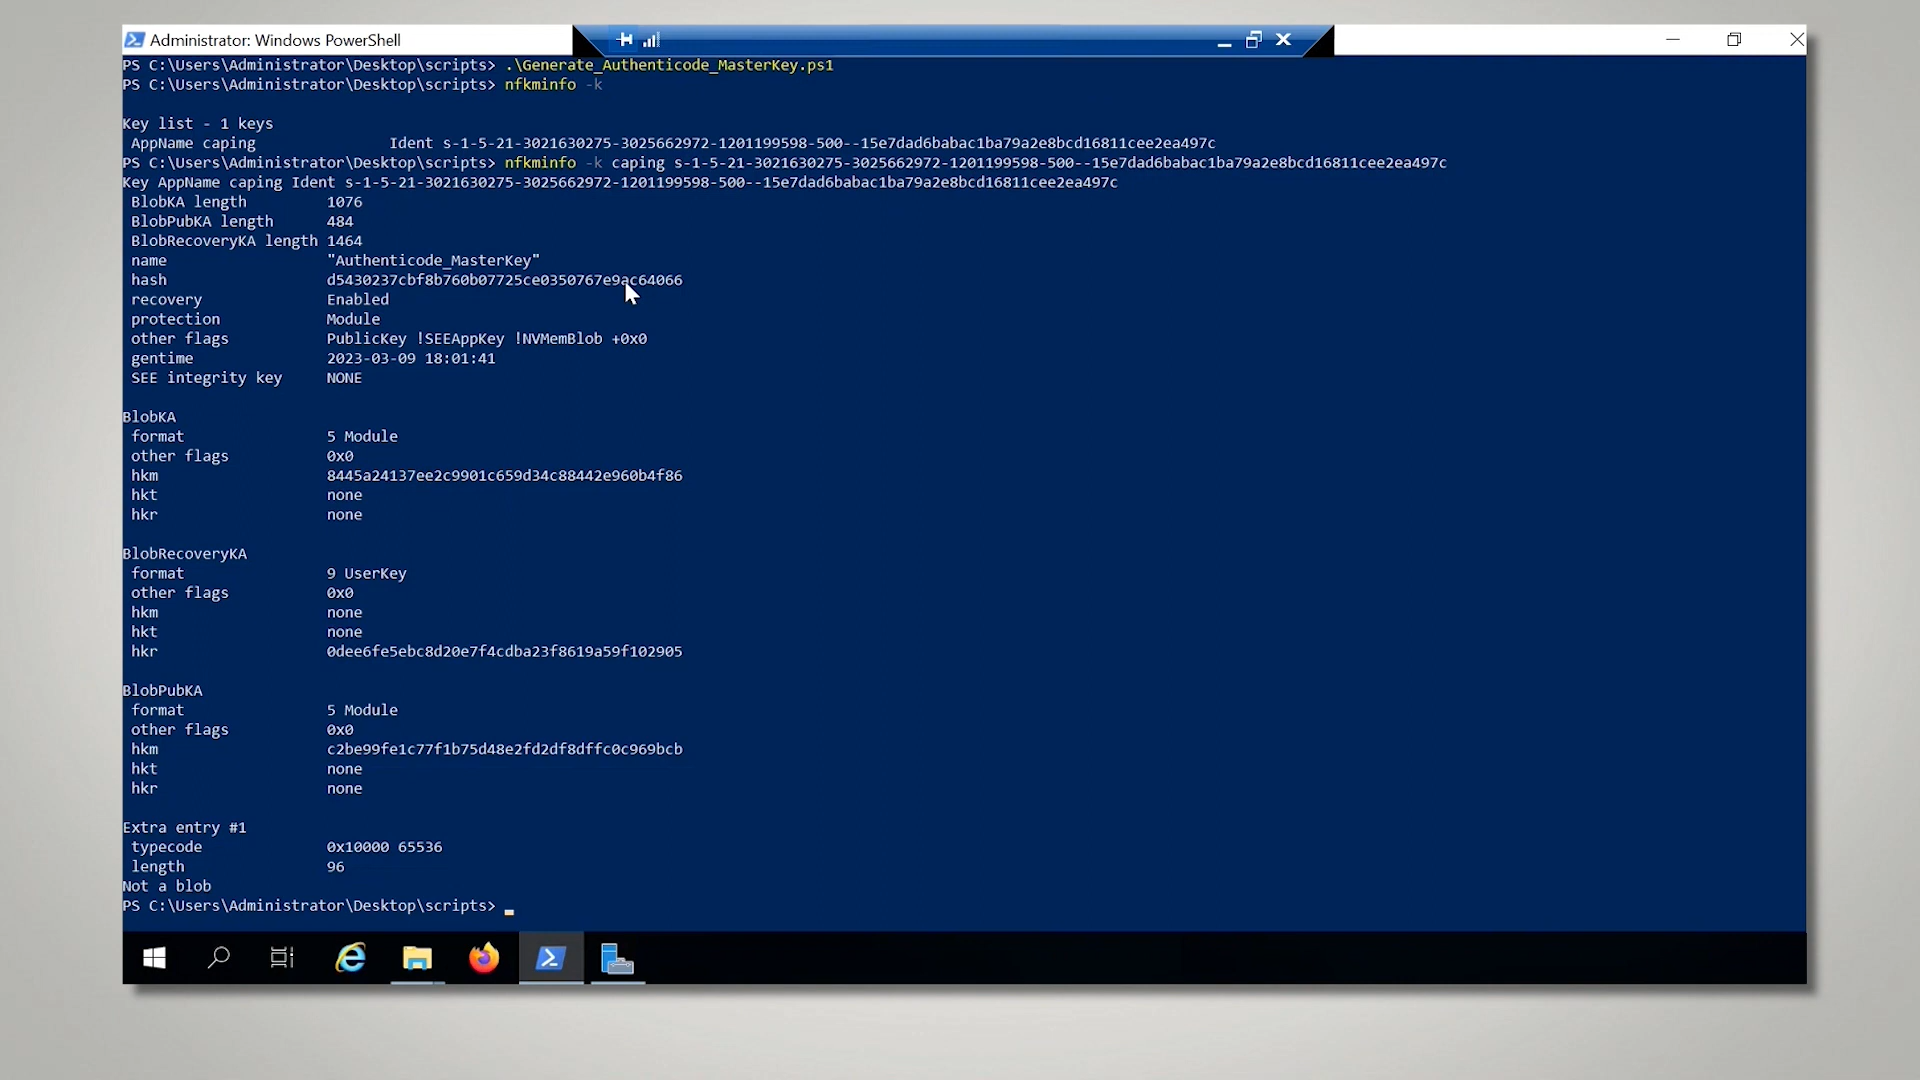 Administrator: Windows PowerShell
PS C:\Users\Administrator\Desktop\scripts> .\Generate_Authenticode_MasterKey.ps1
PS C:\Users\Administrator\Desktop\scripts> nfkminfo -k
Key list - 1 keys
AppName caping Ident s-1-5-21-3021630275-3025662972-1201199598-500--15e7dad6babac1ba79a2e8bcd16811cee2ea497c
PS C:\Users\Administrator\Desktop\scripts> nfkminfo -k caping s-1-5-21-3021630275-3025662972-1201199598-500--15e7dad6babac1ba79a2e8bcd16811cee2ea497c
Key AppName caping Ident s-1-5-21-3021630275-3025662972-1201199598-500--15e7dad6babac1ba79a2e8bcd16811cee2ea497c
BlobKA length 1076
BlobPubKA length 484
BlobRecoveryKA length 1464
name "Authenticode_MasterKey"
hash d5430237cbf8b760b07725ce0350767e9ac64066
recovery Enabled
protection Module
other flags PublicKey !SEEAppKey !NVMemBlob +0x0
gentime 2023-03-09 18:01:41
SEE integrity key NONE
BlobKA
format 5 Module
other flags 0x0
hkm 8445a24137ee2c9901c659d34c88442e960b4f86
hkt none
hkr none
BlobRecoveryKA
format 9 UserKey
other flags 0x0
hkm none
hkt none
hkr 0dee6fe5ebc8d20e7f4cdba23f8619a59f102905
BlobPubKA
format 5 Module
other flags 0x0
hkm c2be99fe1c77f1b75d48e2fd2df8dffc0c969bcb
hkt none
hkr none
Extra entry #1
typecode 0x10000 65536
length 96
Not a blob
PS C:\Users\Administrator\Desktop\scripts>